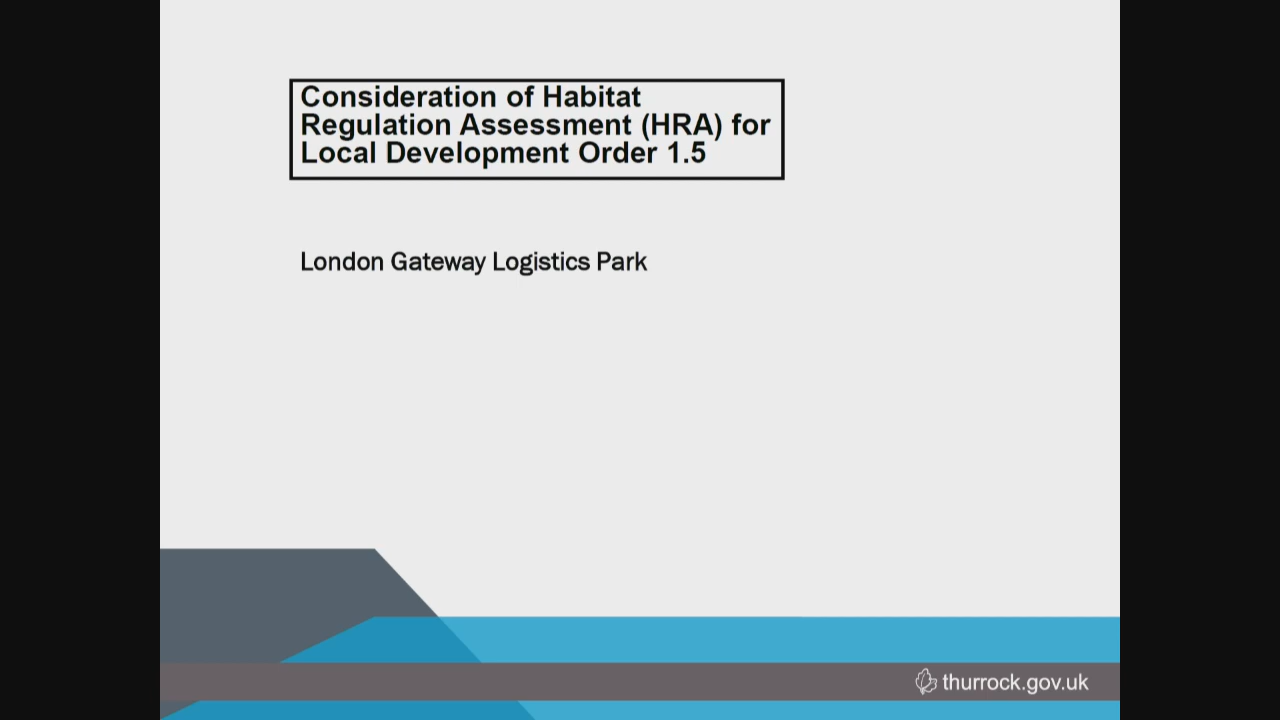 Consideration of Habitat
Regulation Assessment (HRA) for
Local Development Order 1.5
London Gateway Logistics Park
thurrock.gov.uk